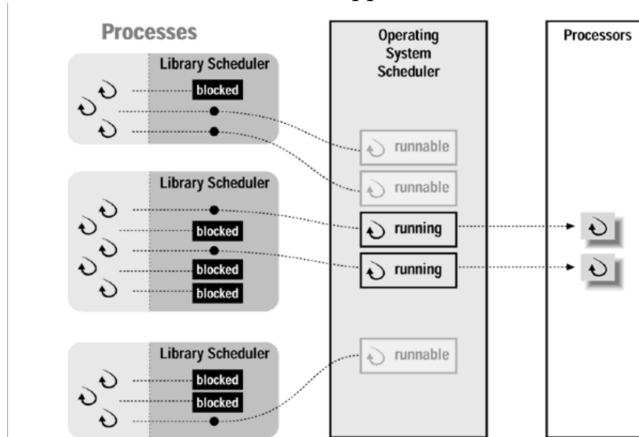 Processes
Library Scheduler
blocked
Library Scheduler
blocked
blocked
blocked
Library Scheduler
blocked
blocked
Operating
System
Scheduler
runnable
runnable
running
running
runnable
Processors